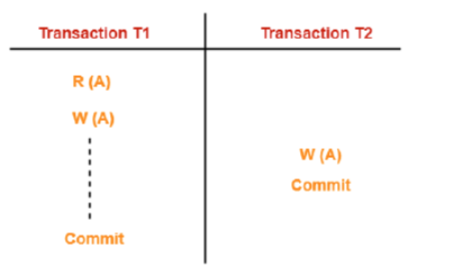 Transaction T1
Transaction T2
R (A)
W (A)
W (A)
Commit
Commit